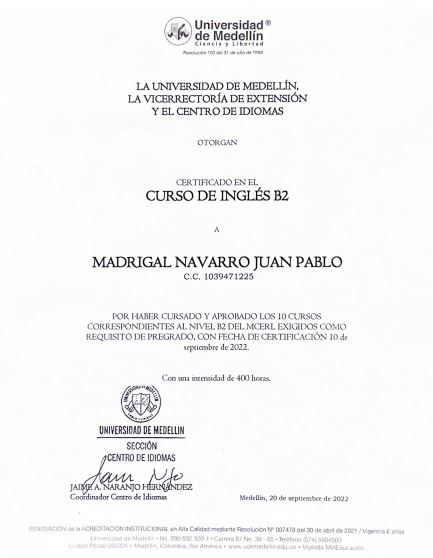 Universidad®
de Medellín
Ciencia y Libertad
Resolución 103 del 31 de julio de 1950
LA UNIVERSIDAD DE MEDELLÍN,
LA VICERRECTORÍA DE EXTENSIÓN
Y EL CENTRO DE IDIOMAS
OTORGAN
CERTIFICADO EN EL
CURSO DE INGLÉS B2
A
MADRIGAL NAVARRO JUAN PABLO
C.C. 1039471225
POR HABER CURSADO Y APROBADO LOS 10 CURSOS
CORRESPONDIENTES AL NIVEL B2 DEL MCERL EXIGIDOS COMO
REQUISITO DE PREGRADO, CON FECHA DE CERTIFICACIÓN 10 de
septiembre de 2022.
Con una intensidad de 400 horas.
UNIVERSIDAD DE MEDELLIN
SECCIÓN
CENTRO DE IDIOMAS
JAIME A. NARANJO HERNÁNDEZ
Coordinador Centro de Idiomas
Medellín, 20 de septiembre de 2022
RENOVACIÓN de la ACREDITACIÓN INSTITUCIONAL en Alta Calidad mediante Resolución N° 007470 del 30 de abril de 2021 / Vigencia 6 años
Universidad de Medellín • Nit. 890.902.920-1 • Carrera 87 No. 30 - 65 • Teléfono (574) 5904500
Código Postal 050026 • Medellín, Colombia, Sur América • www.udemedellin.edu.co • Vigilada MinEducación